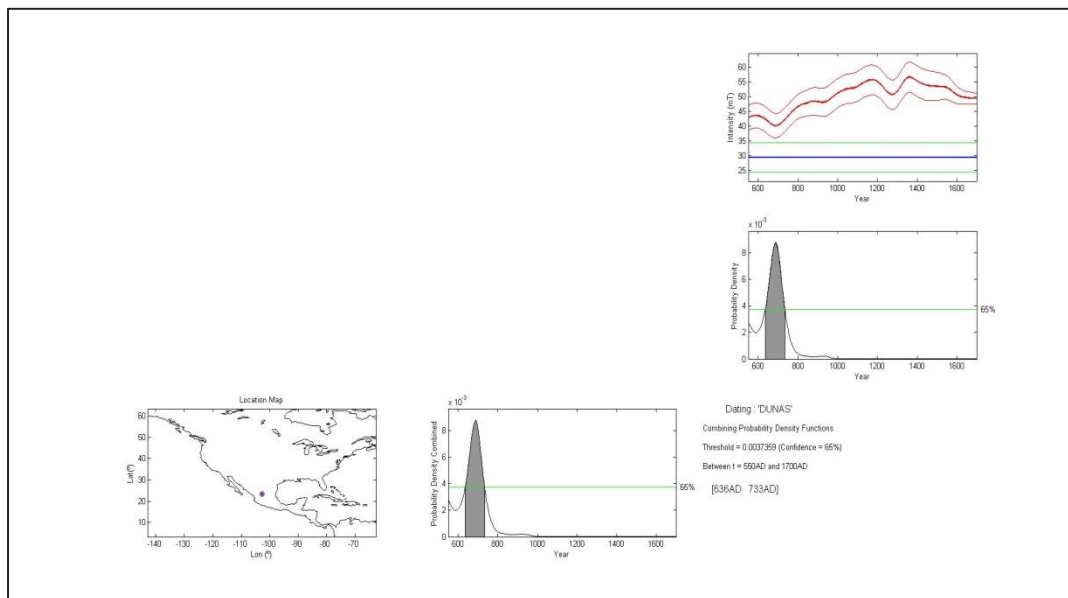 60
55
50
45
40
35
30
25
Intensity (mT)
600 800 1000 1200 1400 1600
Year
x 10⁻³
8
6
4
2
0
Probability Density
65%
600 800 1000 1200 1400 1600
Year
Location Map
60
50
40
30
20
10
Lat(º)
-140 -130 -120 -110 -100 -90 -80 -70
Lon (º)
x 10⁻³
8
6
4
2
0
Probability Density Combined
65%
600 800 1000 1200 1400 1600
Year
Dating : 'DUNAS'
Combining Probability Density Functions
Threshold = 0.0037359 (Confidence = 65%)
Between t = 550AD and 1700AD
[636AD 733AD]